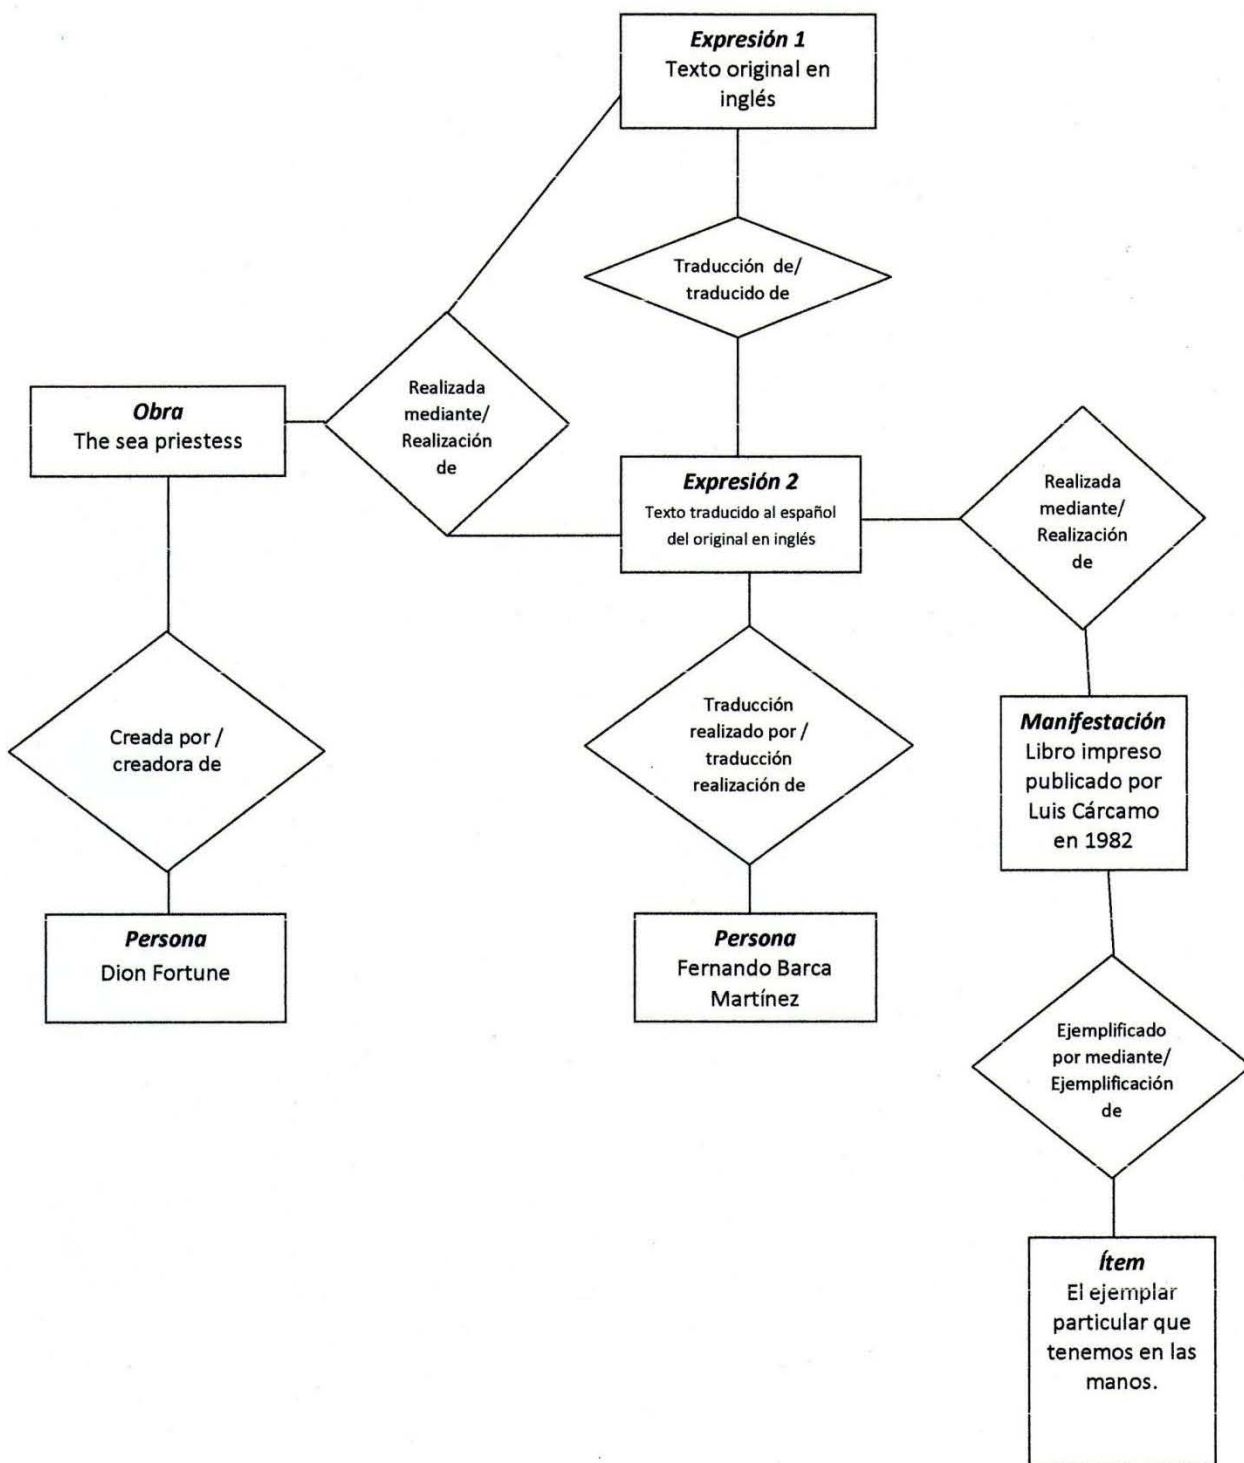 Expresión 1
Texto original en
inglés
Traducción de/
traducido de
Realizada
mediante/
Realización
de
Obra
The sea priestess
Expresión 2
Texto traducido al español
del original en inglés
Realizada
mediante/
Realización
de
Creada por /
creadora de
Traducción
realizado por /
traducción
realización de
Manifestación
Libro impreso
publicado por
Luis Cárcamo
en 1982
Persona
Dion Fortune
Persona
Fernando Barca
Martínez
Ejemplificado
por mediante/
Ejemplificación
de
Ítem
El ejemplar
particular que
tenemos en las
manos.